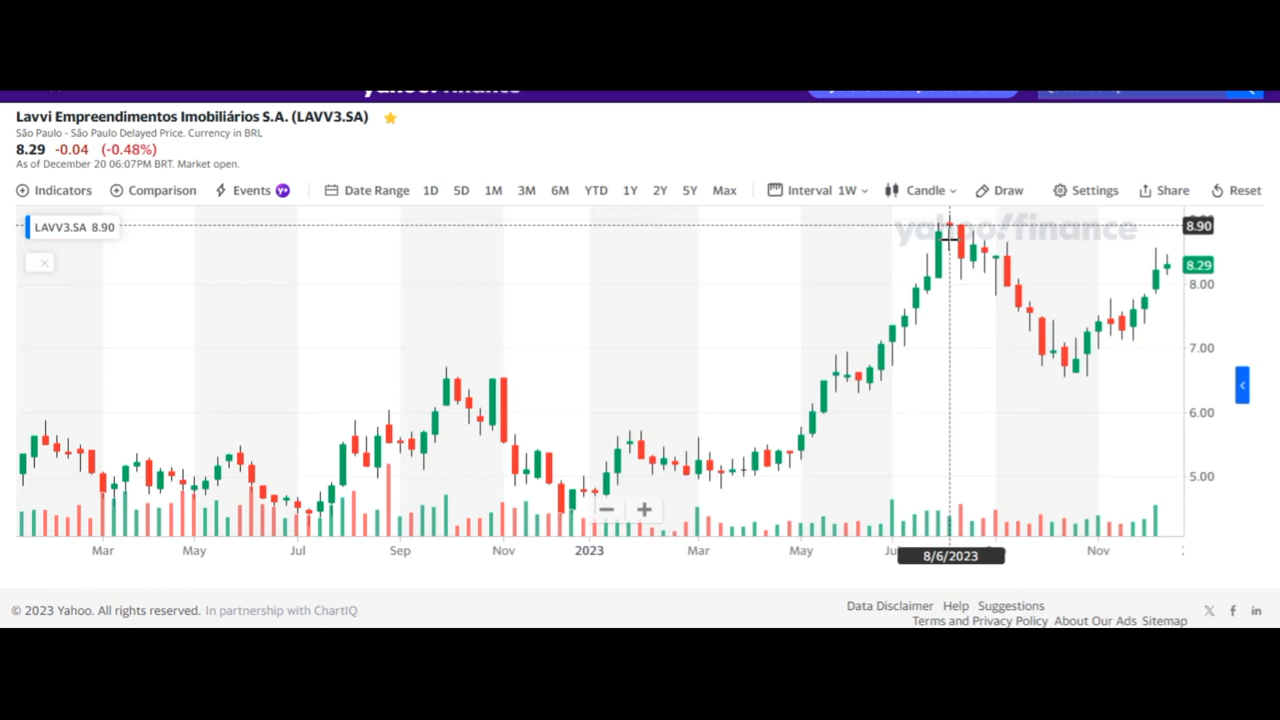 Lavvi Empreendimentos Imobiliários S.A. (LAVV3.SA)
São Paulo - São Paulo Delayed Price. Currency in BRL
8.29 -0.04 (-0.48%)
As of December 20 06:07PM BRT. Market open.
Indicators Comparison Events Y+ Date Range 1D 5D 1M 3M 6M YTD 1Y 2Y 5Y Max Interval 1W Candle Draw Settings Share Reset
LAVV3.SA 8.90
yahoo!finance
8.90
8.29
8.00
7.00
6.00
5.00
Mar May Jul Sep Nov 2023 Mar May 8/6/2023 Nov
© 2023 Yahoo. All rights reserved. In partnership with ChartIQ
Data Disclaimer Help Suggestions
Terms and Privacy Policy About Our Ads Sitemap